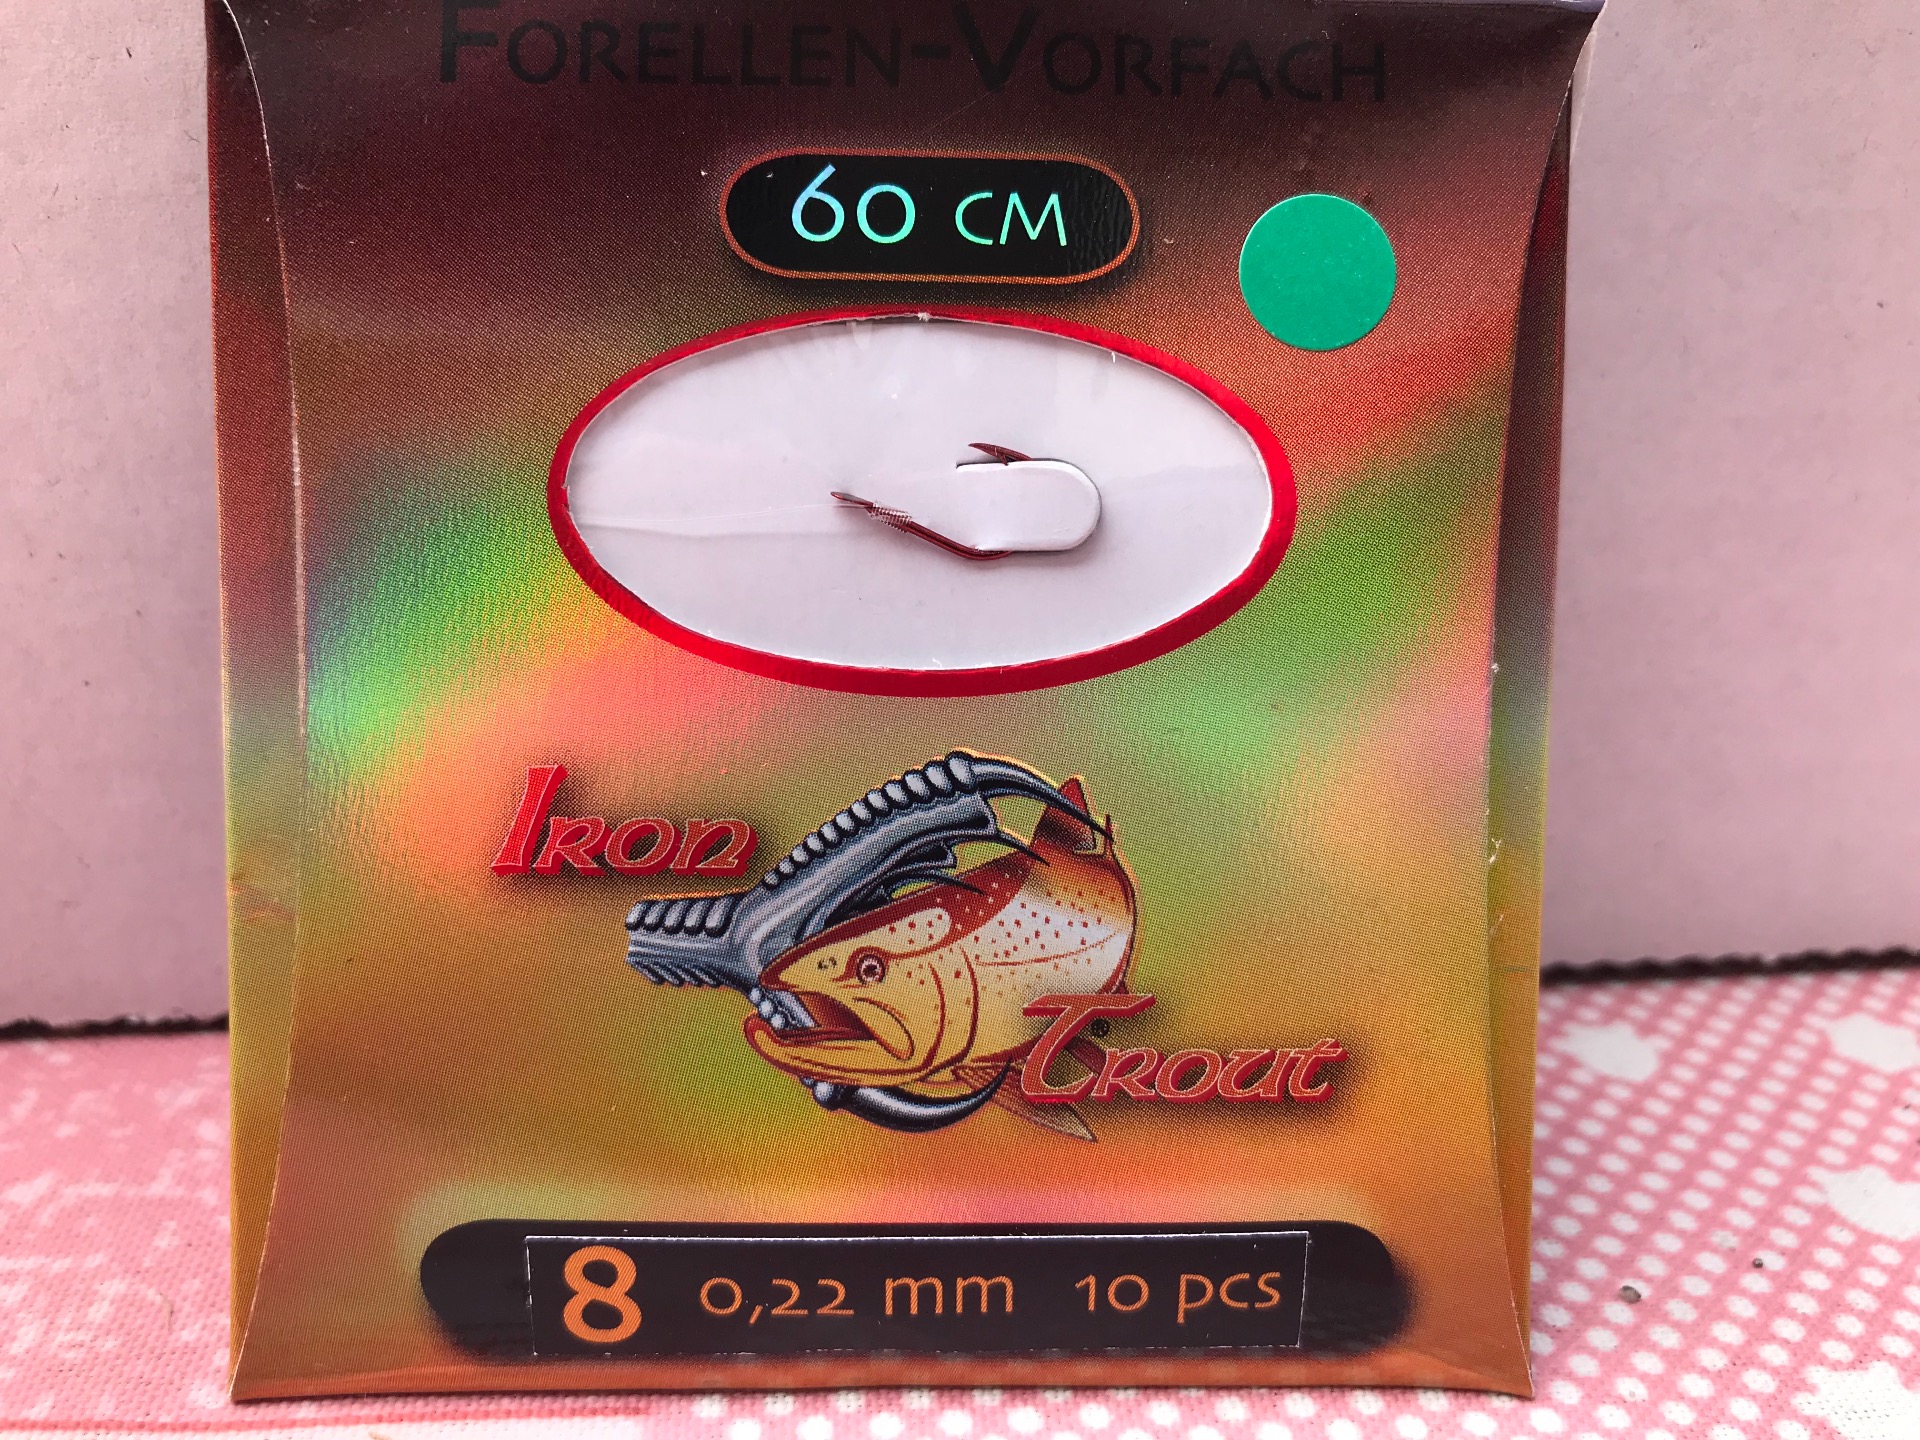 FORELLEN-VORFACH
60 CM
Iron
Trout®
8 0,22 mm 10 pcs